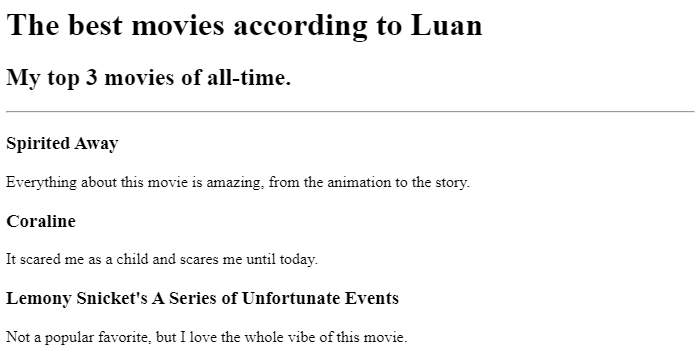 The best movies according to Luan
My top 3 movies of all-time.
Spirited Away
Everything about this movie is amazing, from the animation to the story.
Coraline
It scared me as a child and scares me until today.
Lemony Snicket's A Series of Unfortunate Events
Not a popular favorite, but I love the whole vibe of this movie.